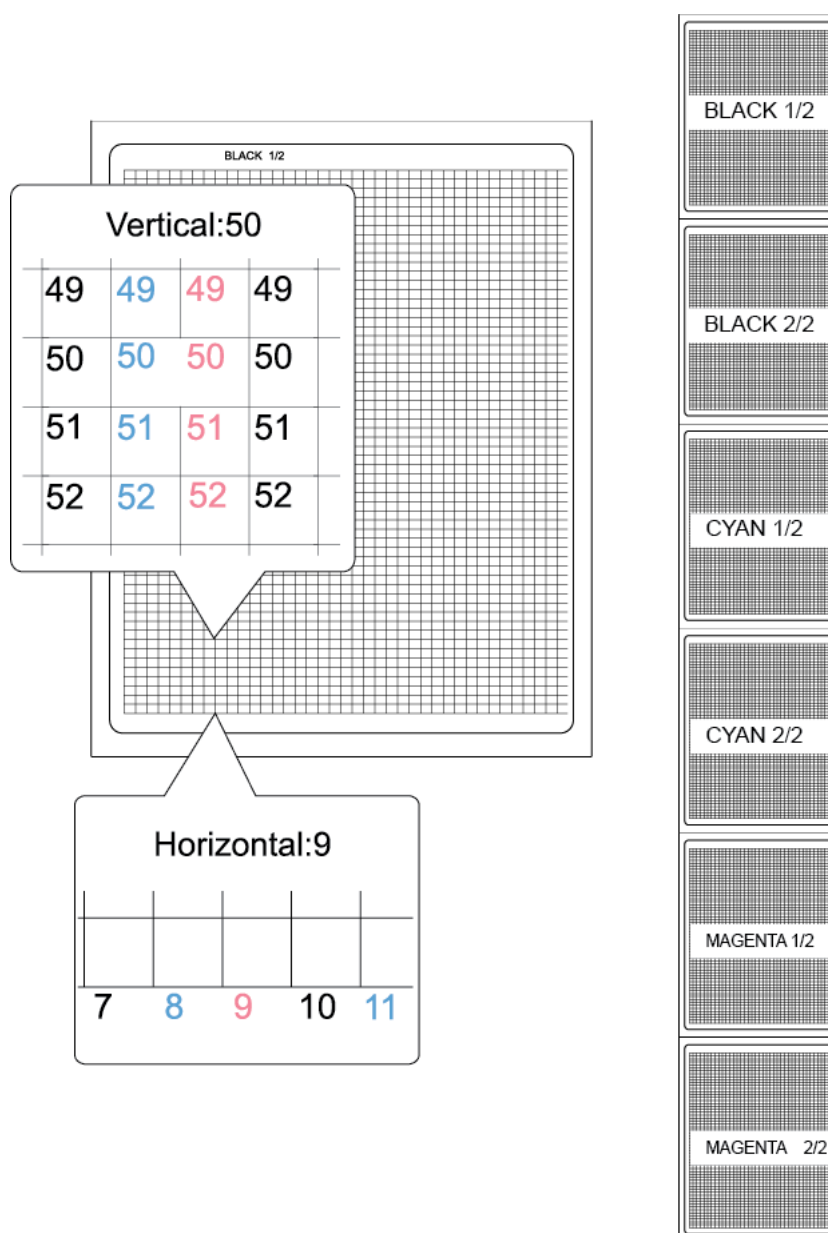 BLACK 1/2
Vertical:50
49 49 49 49
50 50 50 50
51 51 51 51
52 52 52 52
Horizontal:9
7 8 9 10 11
BLACK 1/2
BLACK 2/2
CYAN 1/2
CYAN 2/2
MAGENTA 1/2
MAGENTA 2/2